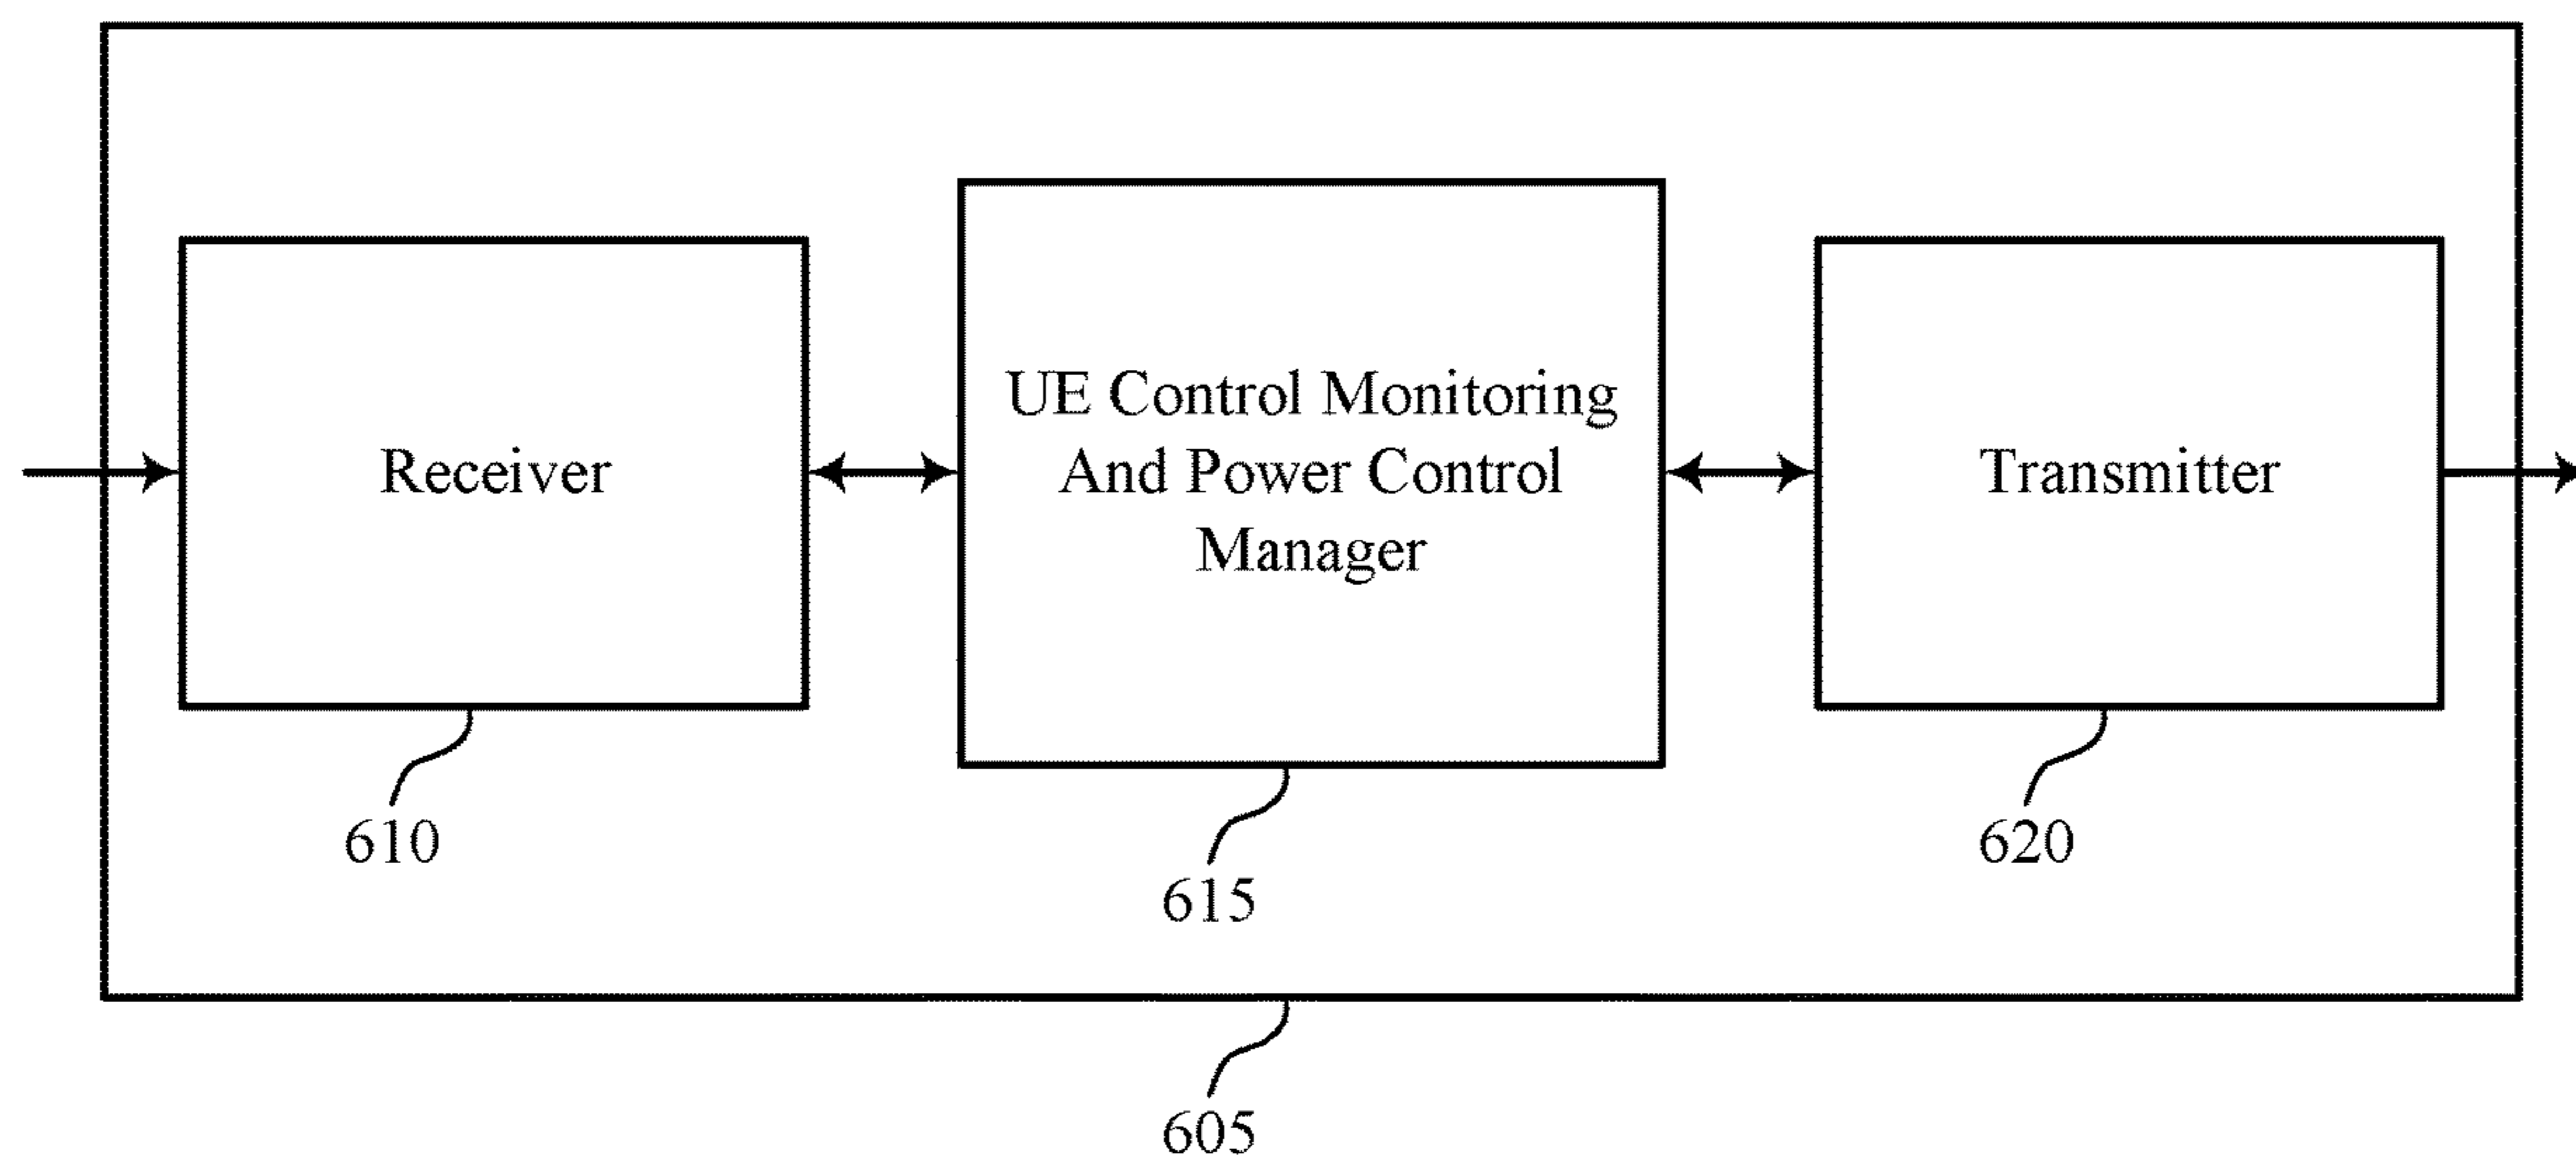 Receiver
UE Control Monitoring
And Power Control
Manager
Transmitter
610
615
620
605